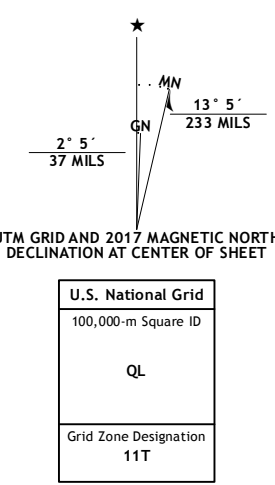 MN
GN
13° 5´
233 MILS
2° 5´
37 MILS
UTM GRID AND 2017 MAGNETIC NORTH
DECLINATION AT CENTER OF SHEET
U.S. National Grid
100,000-m Square ID
QL
Grid Zone Designation
11T